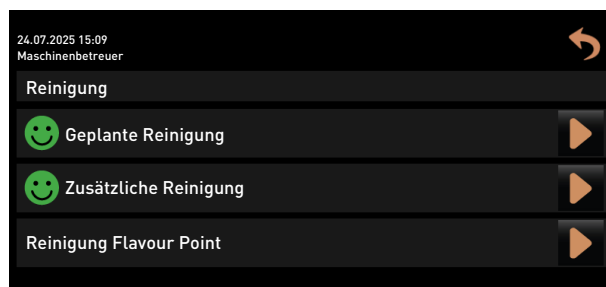 24.07.2025 15:09
Maschinenbetreuer
Reinigung
Geplante Reinigung
Zusätzliche Reinigung
Reinigung Flavour Point